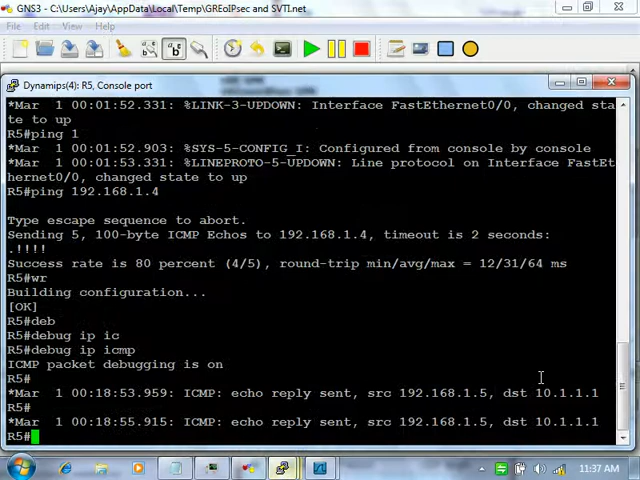 GNS3 - C:\Users\Ajay\AppData\Local\Temp\GREoIPsec and SVTI.net
File Edit View
Dynamips(4): R5, Console port
*Mar  1 00:01:52.331: %LINK-3-UPDOWN: Interface FastEthernet0/0, changed sta
te to up
R5#ping 1
*Mar  1 00:01:52.903: %SYS-5-CONFIG_I: Configured from console by console
*Mar  1 00:01:53.331: %LINEPROTO-5-UPDOWN: Line protocol on Interface FastEt
hernet0/0, changed state to up
R5#ping 192.168.1.4
Type escape sequence to abort.
Sending 5, 100-byte ICMP Echos to 192.168.1.4, timeout is 2 seconds:
.!!!!
Success rate is 80 percent (4/5), round-trip min/avg/max = 12/31/64 ms
R5#wr
Building configuration...
[OK]
R5#deb
R5#debug ip ic
R5#debug ip icmp
ICMP packet debugging is on
R5#
*Mar  1 00:18:53.959: ICMP: echo reply sent, src 192.168.1.5, dst 10.1.1.1
R5#
*Mar  1 00:18:55.915: ICMP: echo reply sent, src 192.168.1.5, dst 10.1.1.1
R5#
11:37 AM